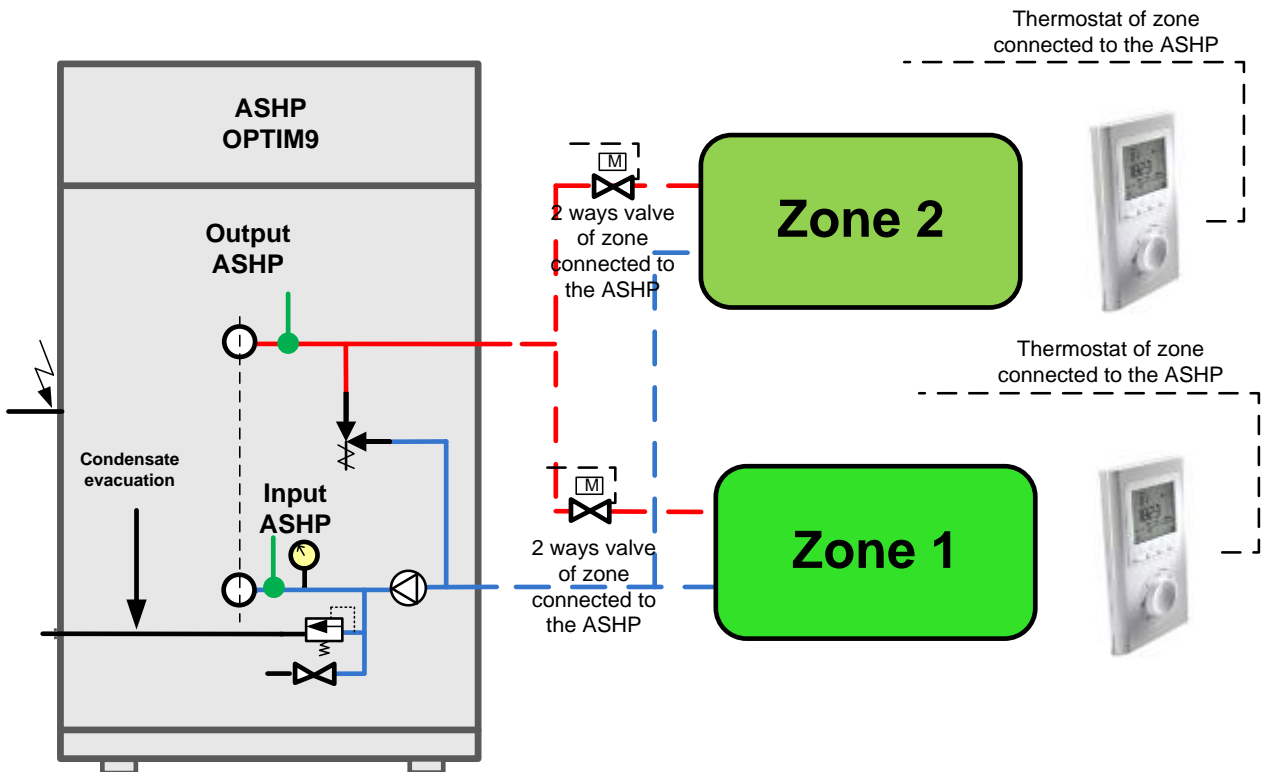 Thermostat of zone
connected to the ASHP
ASHP
OPTIM9
M
2 ways valve
of zone
connected to
the ASHP
Zone 2
Output
ASHP
Thermostat of zone
connected to the ASHP
Condensate
evacuation
Input
ASHP
M
2 ways valve
of zone
connected to
the ASHP
Zone 1